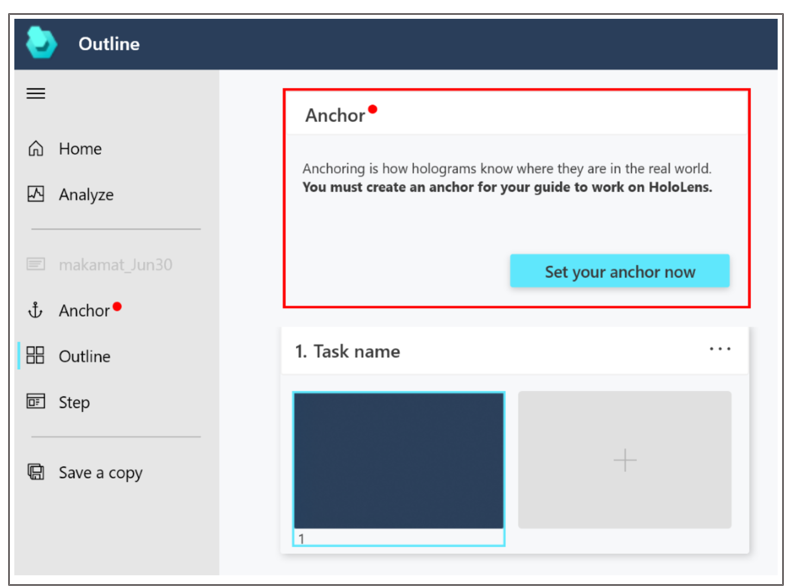 Outline
Home
Analyze
makamat_Jun30
Anchor
Outline
Step
Save a copy
Anchor
Anchoring is how holograms know where they are in the real world.
You must create an anchor for your guide to work on HoloLens.
Set your anchor now
1. Task name
1